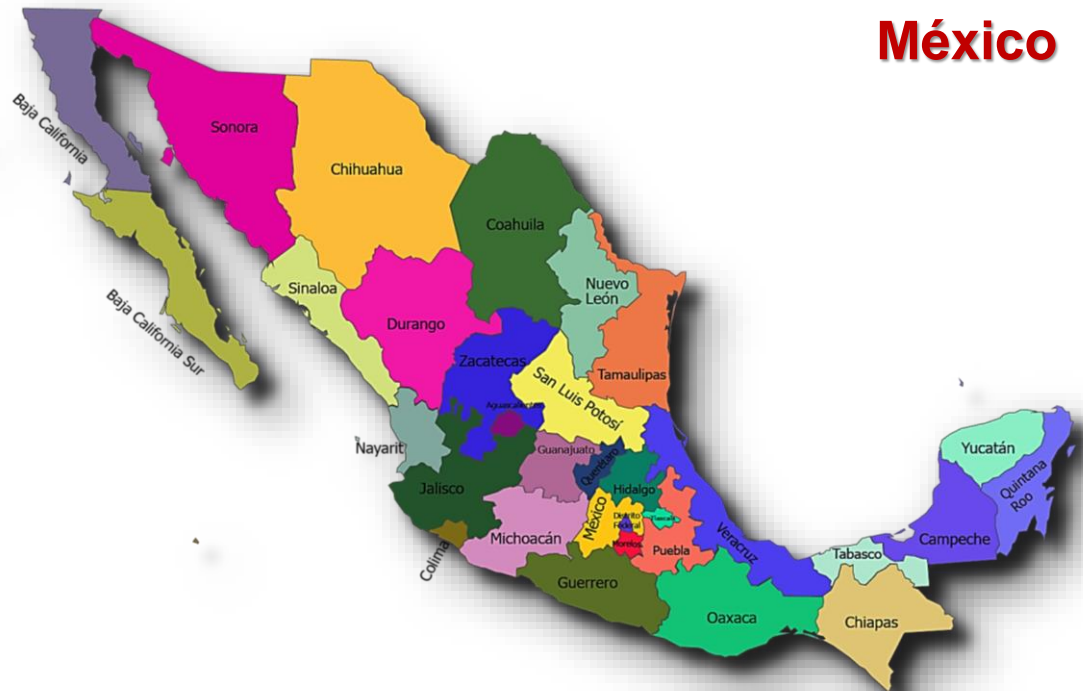 México
Baja California
Sonora
Chihuahua
Coahuila
Baja California Sur
Sinaloa
Durango
Nuevo
León
Tamaulipas
Zacatecas
San Luis Potosí
Aguascalientes
Nayarit
Jalisco
Guanajuato
Querétaro
Hidalgo
Colima
Michoacán
México
Distrito
Federal
Tlaxcala
Morelos
Puebla
Veracruz
Guerrero
Oaxaca
Tabasco
Chiapas
Campeche
Yucatán
Quintana
Roo